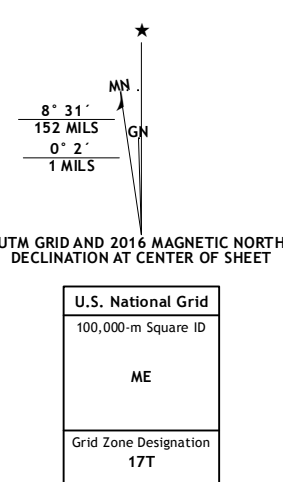 ★
MN
GN
8° 31´
152 MILS
0° 2´
1 MILS
UTM GRID AND 2016 MAGNETIC NORTH
DECLINATION AT CENTER OF SHEET
U.S. National Grid
100,000-m Square ID
ME
Grid Zone Designation
17T